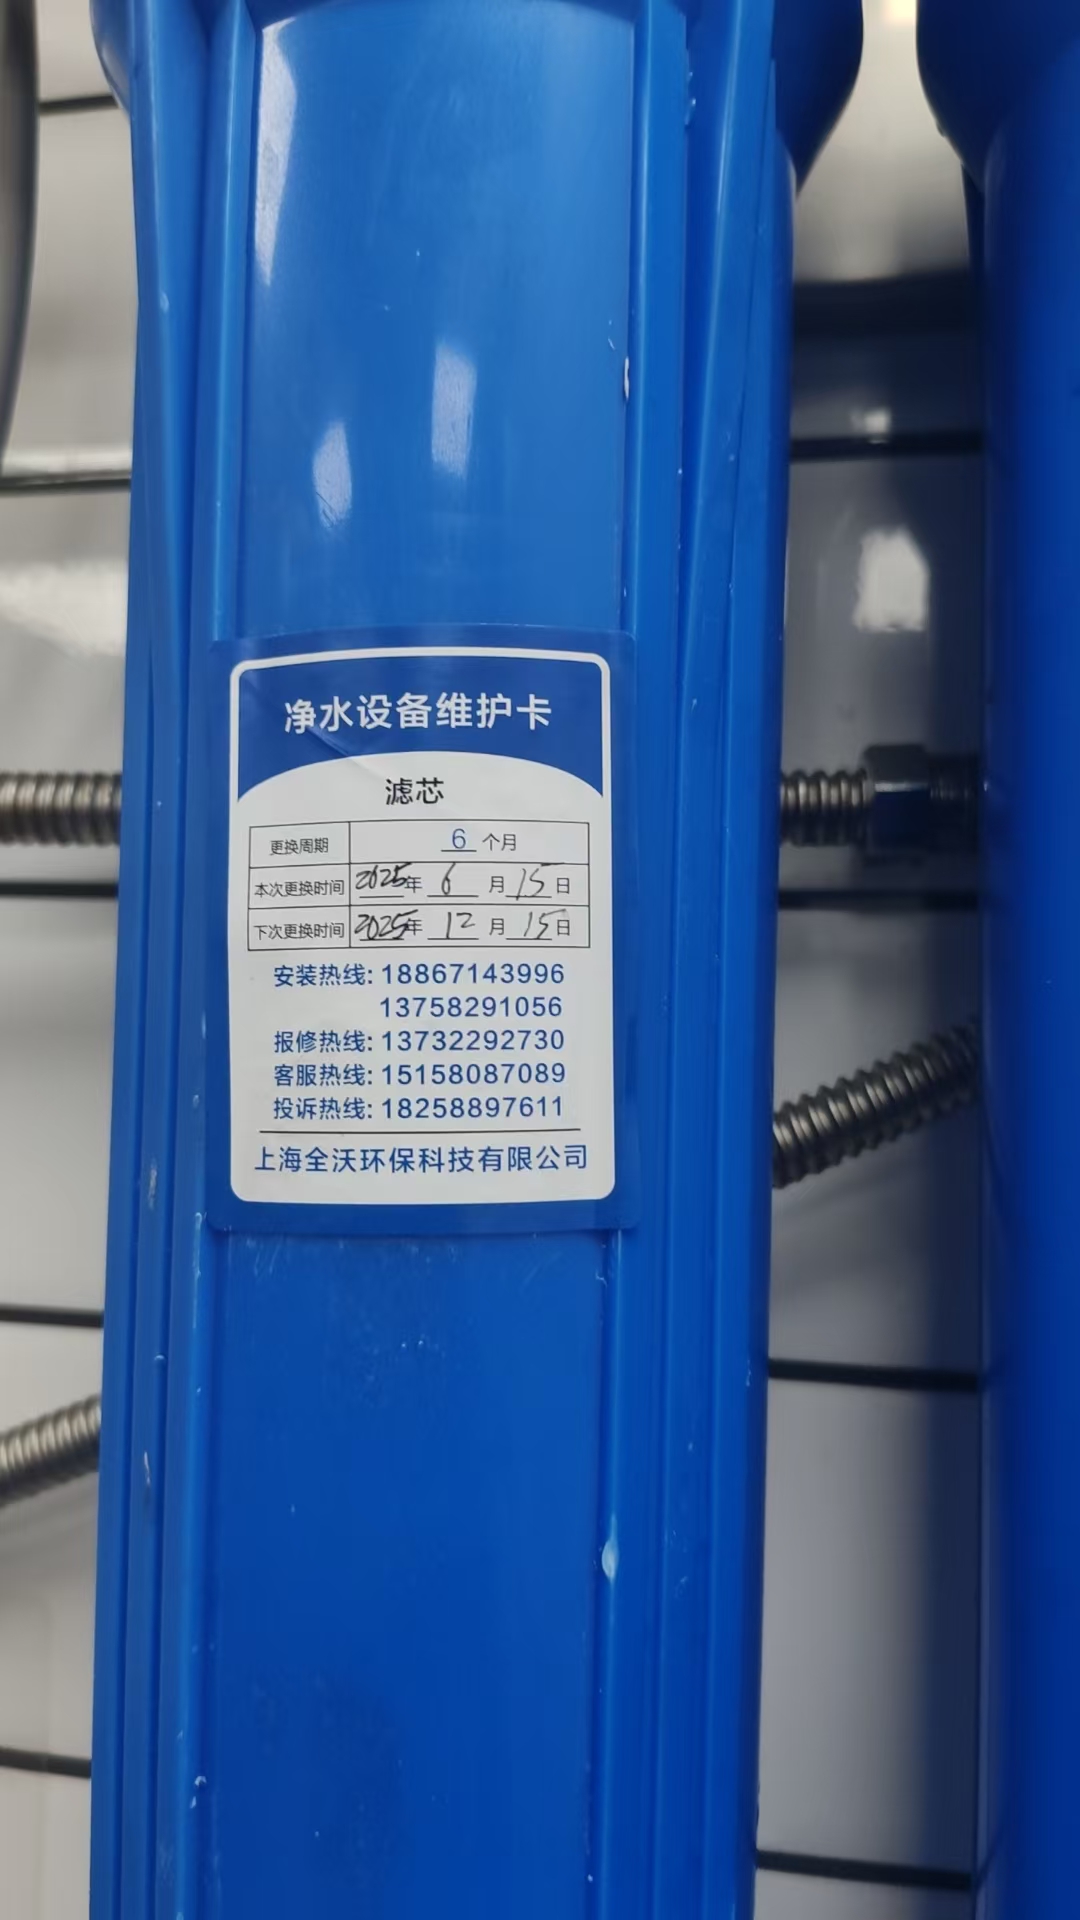 净水设备维护卡
滤芯
更换周期 6 个月
本次更换时间 2025年 6 月 15 日
下次更换时间 2025年 12 月 15 日
安装热线: 18867143996
13758291056
报修热线: 13732292730
客服热线: 15158087089
投诉热线: 18258897611
上海全沃环保科技有限公司